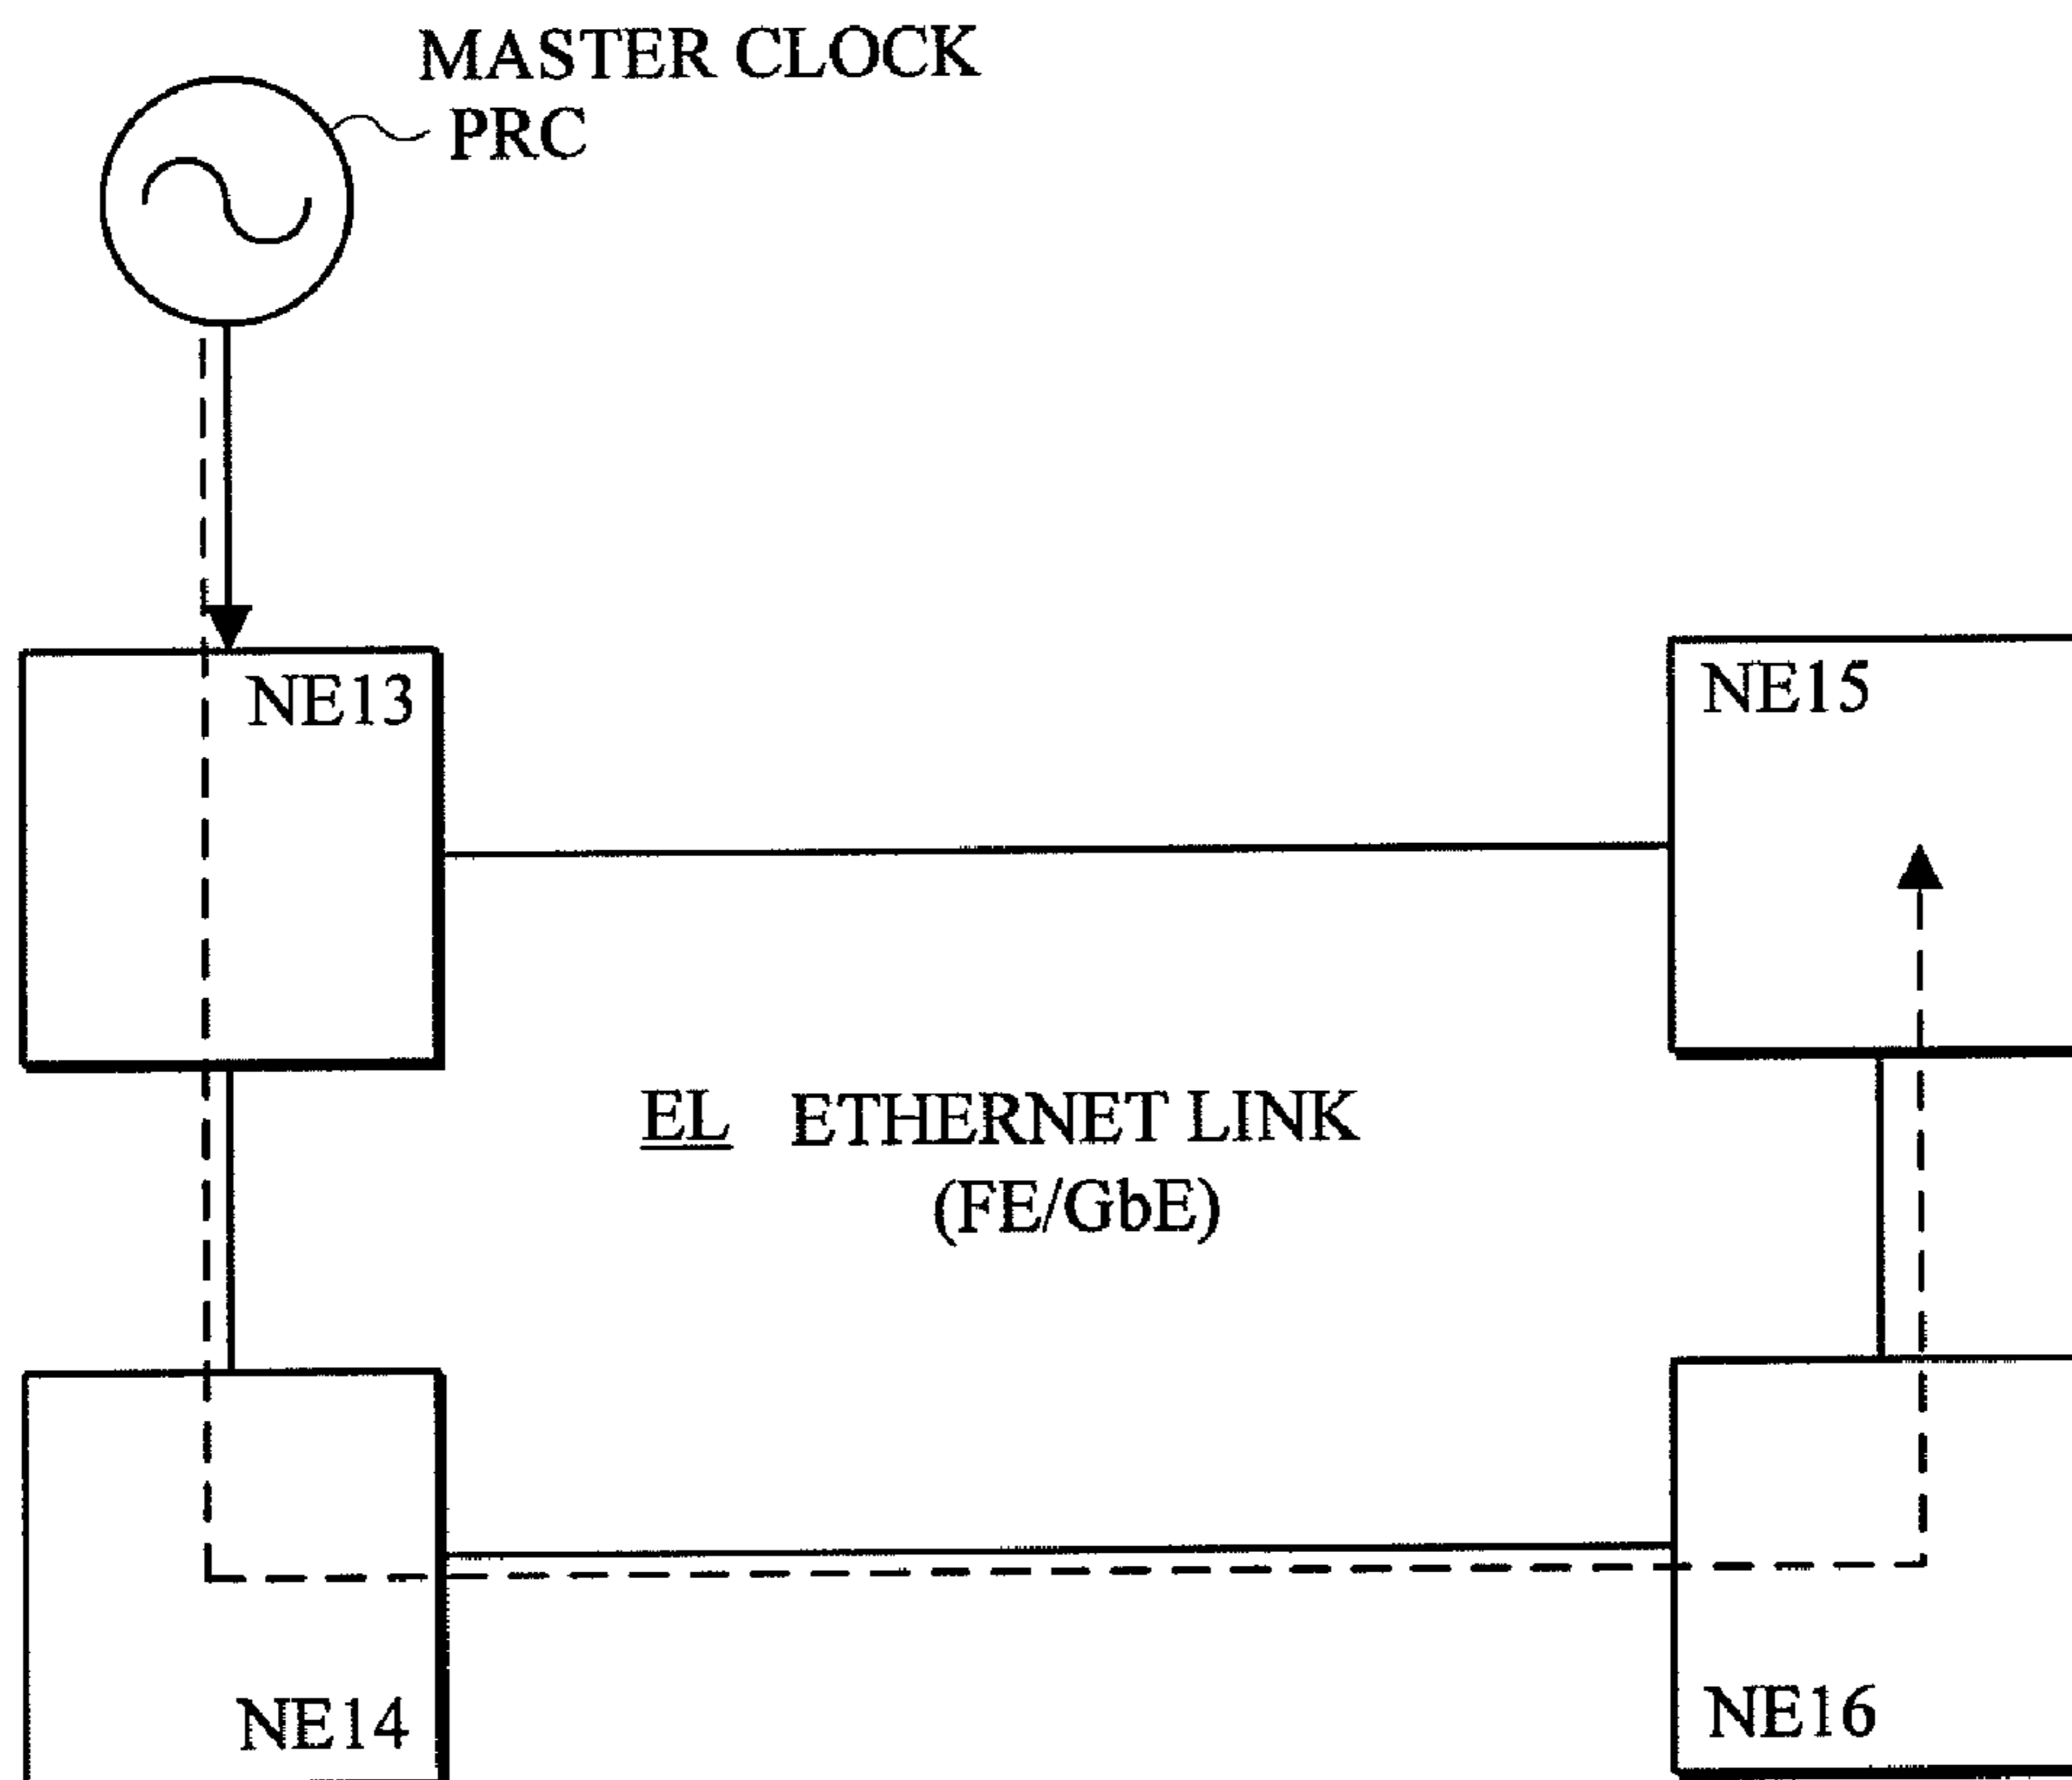 MASTER CLOCK
PRC
NE13
NE15
EL ETHERNET LINK
(FE/GbE)
NE14
NE16